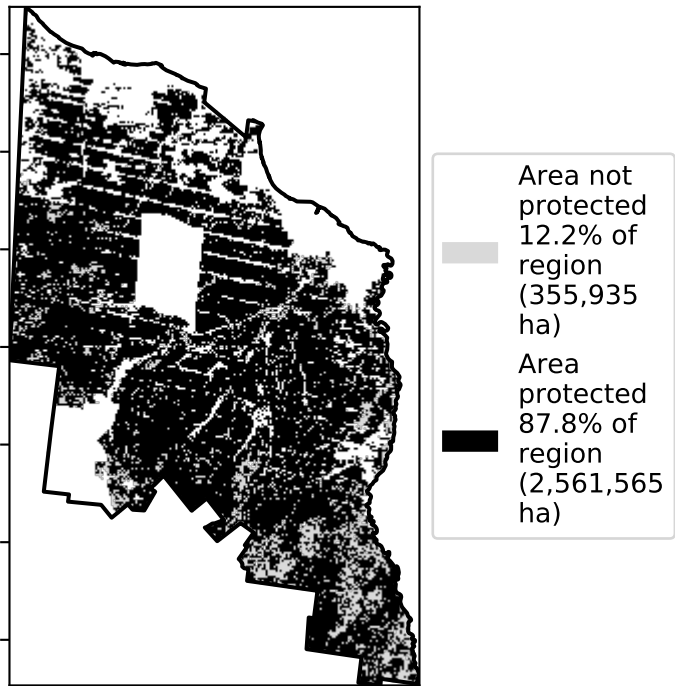 Area not
protected
12.2% of
region
(355,935
ha)
Area
protected
87.8% of
region
(2,561,565
ha)